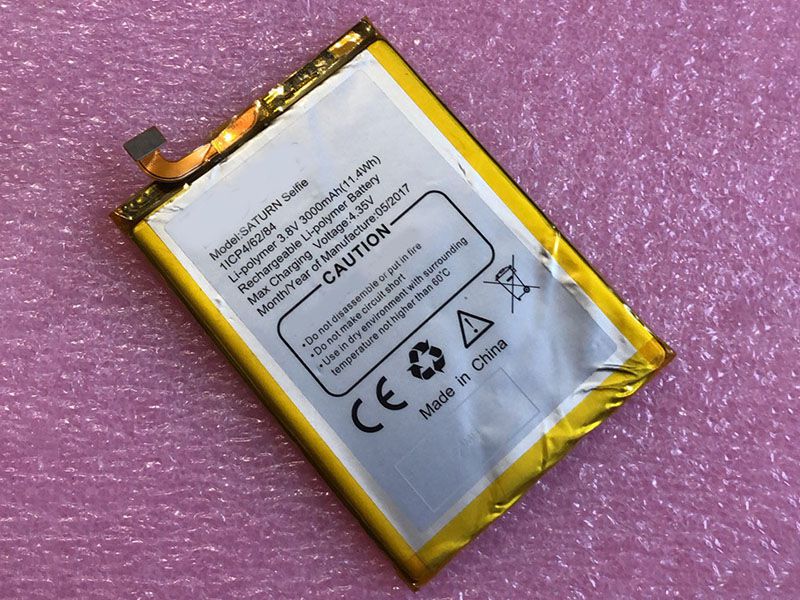 Model:SATURN Selfie
1ICP4/62/84
Li-polymer 3.8V 3000mAh(11.4Wh)
Rechargeable Li-polymer Battery
Max Charging Voltage:4.35V
Month/Year of Manufacture:05/2017
CAUTION
•Do not disassemble or put in fire
•Do not make circuit short
•Use in dry environment with surrounding
temperature not higher than 60°C
CE
Made in China